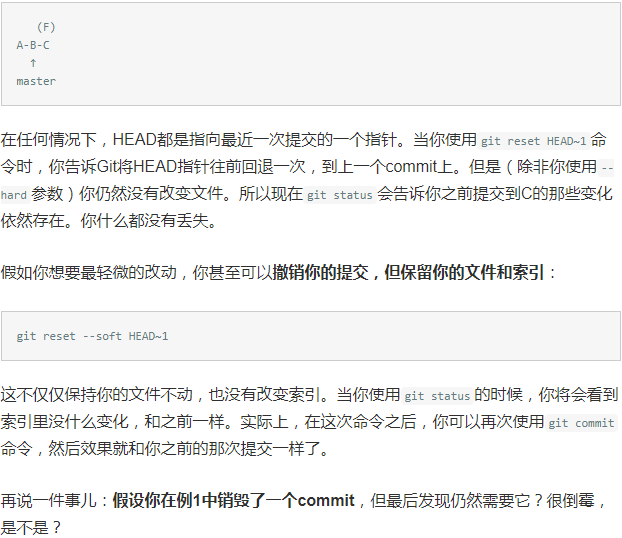 (F)
A-B-C
↑
master
在任何情况下，HEAD都是指向最近一次提交的一个指针。当你使用 git reset HEAD~1 命
令时，你告诉Git将HEAD指针往前回退一次，到上一个commit上。但是（除非你使用 --
hard 参数）你仍然没有改变文件。所以现在 git status 会告诉你之前提交到C的那些变化
依然存在。你什么都没有丢失。
假如你想要最轻微的改动，你甚至可以撤销你的提交，但保留你的文件和索引：
git reset --soft HEAD~1
这不仅仅保持你的文件不动，也没有改变索引。当你使用 git status 的时候，你将会看到
索引里没什么变化，和之前一样。实际上，在这次命令之后，你可以再次使用 git commit
命令，然后效果就和你之前的那次提交一样了。
再说一件事儿：假设你在例1中销毁了一个commit，但最后发现仍然需要它？很倒霉，
是不是？